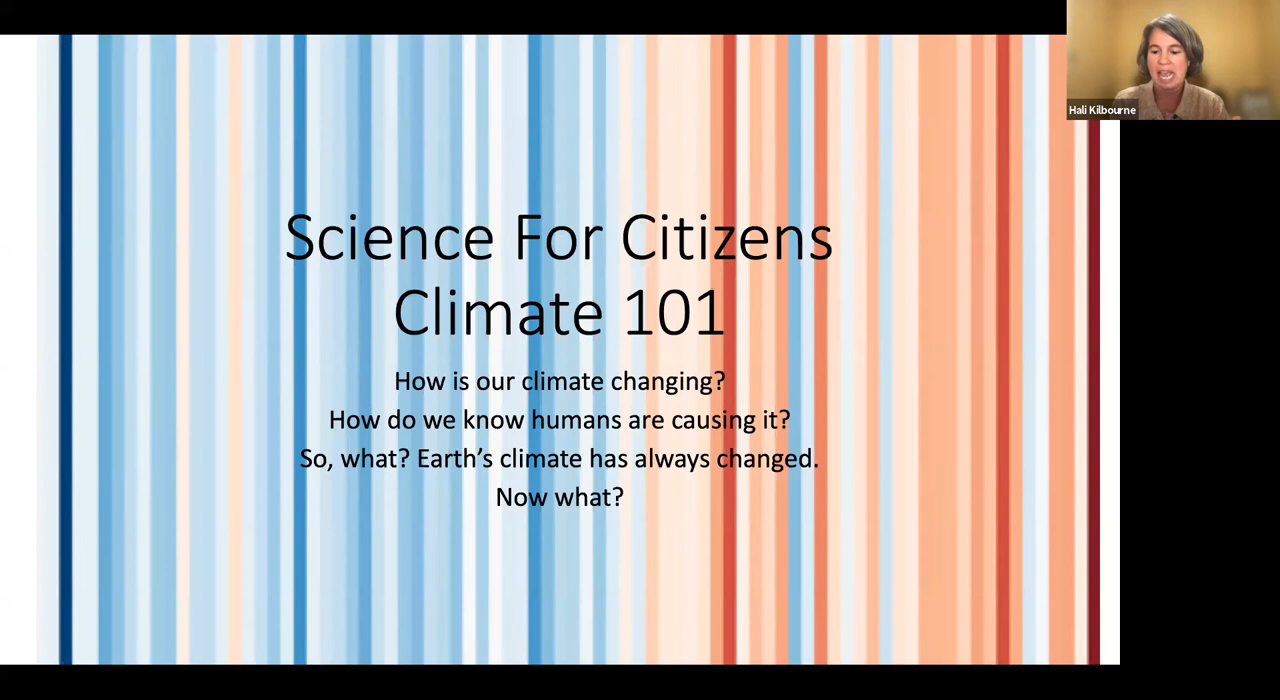 Hali Kilbourne
Science For Citizens
Climate 101
How is our climate changing?
How do we know humans are causing it?
So, what? Earth’s climate has always changed.
Now what?